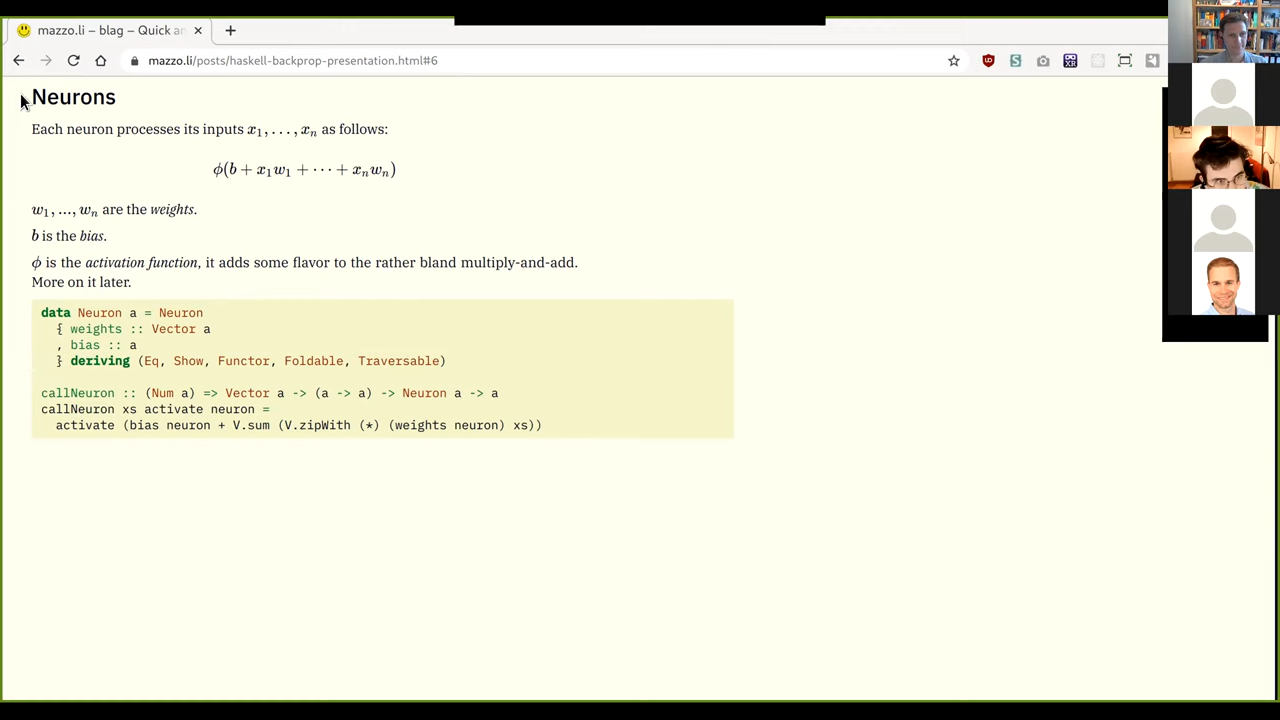 mazzo.li – blag – Quick an
mazzo.li/posts/haskell-backprop-presentation.html#6
Neurons
Each neuron processes its inputs x₁, . . . , xₙ as follows:
ϕ(b + x₁w₁ + ⋯ + xₙwₙ)
w₁, ..., wₙ are the weights.
b is the bias.
ϕ is the activation function, it adds some flavor to the rather bland multiply-and-add.
More on it later.
data Neuron a = Neuron
{ weights :: Vector a
, bias :: a
} deriving (Eq, Show, Functor, Foldable, Traversable)
callNeuron :: (Num a) => Vector a -> (a -> a) -> Neuron a -> a
callNeuron xs activate neuron =
activate (bias neuron + V.sum (V.zipWith (*) (weights neuron) xs))